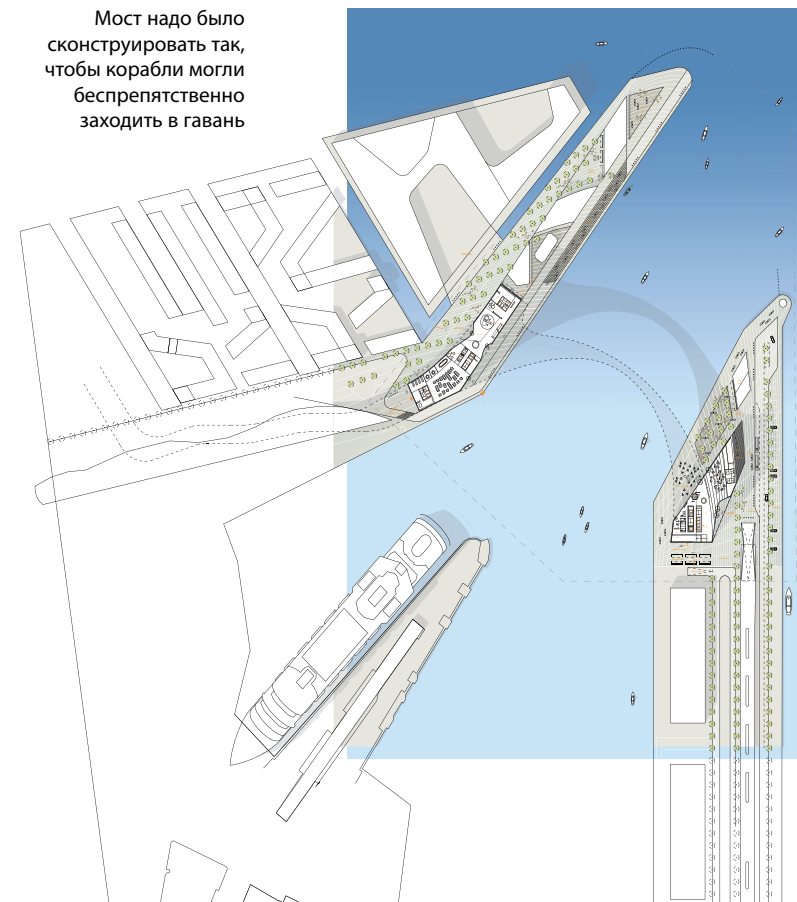 Мост надо было
сконструировать так,
чтобы корабли могли
беспрепятственно
заходить в гавань